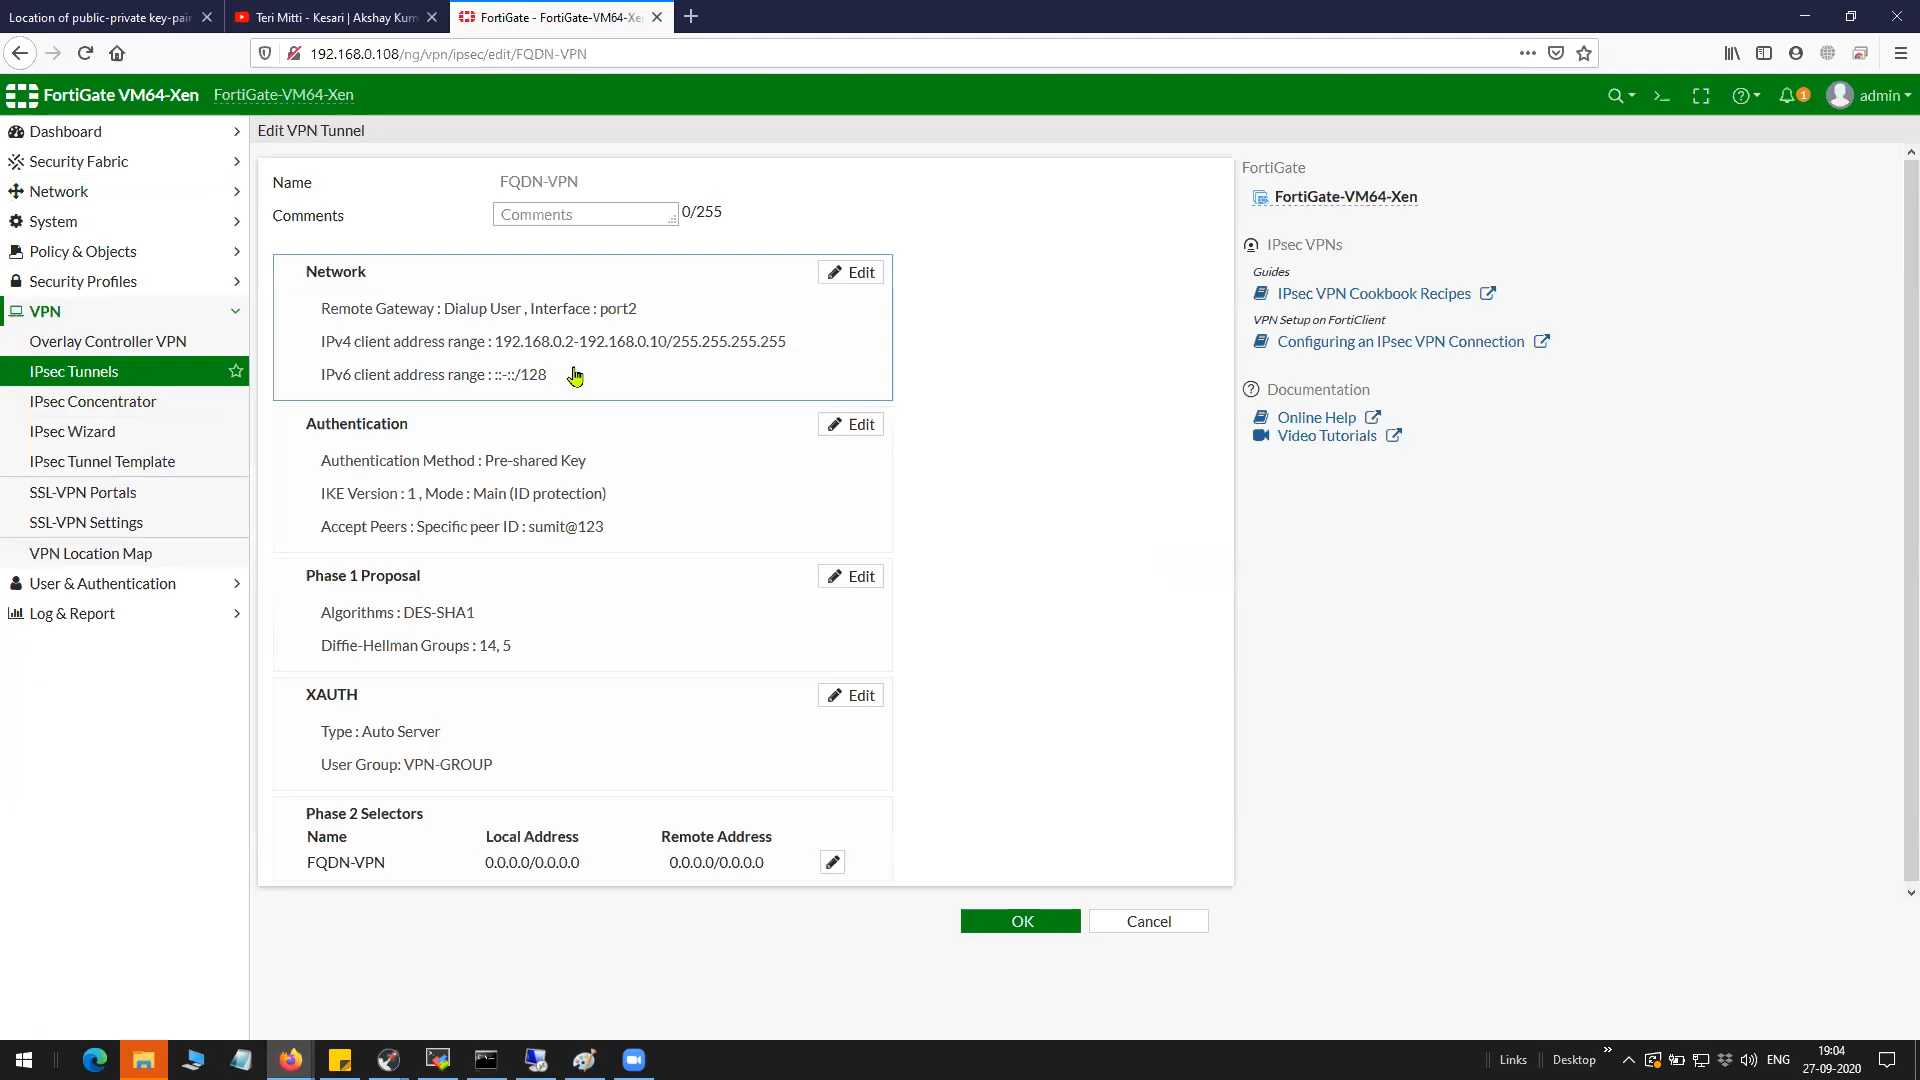 Location of public-private key-pair
Teri Mitti - Kesari | Akshay Kum
FortiGate - FortiGate-VM64-Xen
192.168.0.108/ng/vpn/ipsec/edit/FQDN-VPN
FortiGate VM64-Xen
FortiGate-VM64-Xen
1
admin
Dashboard
Security Fabric
Network
System
Policy & Objects
Security Profiles
VPN
Overlay Controller VPN
IPsec Tunnels
IPsec Concentrator
IPsec Wizard
IPsec Tunnel Template
SSL-VPN Portals
SSL-VPN Settings
VPN Location Map
User & Authentication
Log & Report
Edit VPN Tunnel
Name FQDN-VPN
Comments Comments 0/255
Network Edit
Remote Gateway : Dialup User , Interface : port2
IPv4 client address range : 192.168.0.2-192.168.0.10/255.255.255.255
IPv6 client address range : ::-::/128
Authentication Edit
Authentication Method : Pre-shared Key
IKE Version : 1 , Mode : Main (ID protection)
Accept Peers : Specific peer ID : sumit@123
Phase 1 Proposal Edit
Algorithms : DES-SHA1
Diffie-Hellman Groups : 14, 5
XAUTH Edit
Type : Auto Server
User Group: VPN-GROUP
Phase 2 Selectors
Name Local Address Remote Address
FQDN-VPN 0.0.0.0/0.0.0.0 0.0.0.0/0.0.0.0
OK Cancel
FortiGate
FortiGate-VM64-Xen
IPsec VPNs
Guides
IPsec VPN Cookbook Recipes
VPN Setup on FortiClient
Configuring an IPsec VPN Connection
Documentation
Online Help
Video Tutorials
Links
Desktop
ENG
19:04
27-09-2020